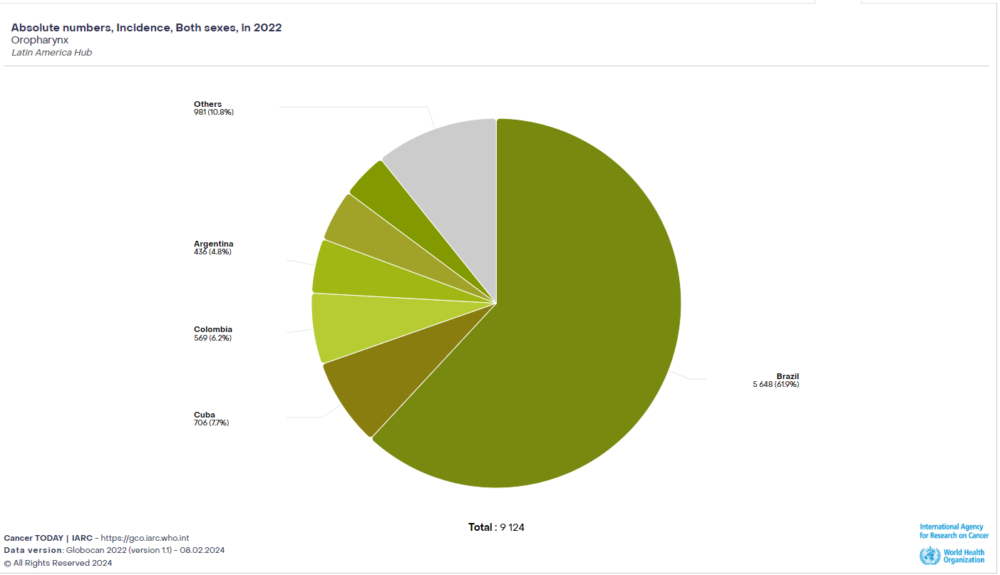 Absolute numbers, Incidence, Both sexes, in 2022
Oropharynx
Latin America Hub
Others
981 (10.8%)
Argentina
436 (4.8%)
Colombia
569 (6.2%)
Brazil
5 648 (61.9%)
Cuba
706 (7.7%)
Total : 9 124
Cancer TODAY | IARC - https://gco.iarc.who.int
Data version: Globocan 2022 (version 1.1) - 08.02.2024
© All Rights Reserved 2024
International Agency
for Research on Cancer
World Health
Organization